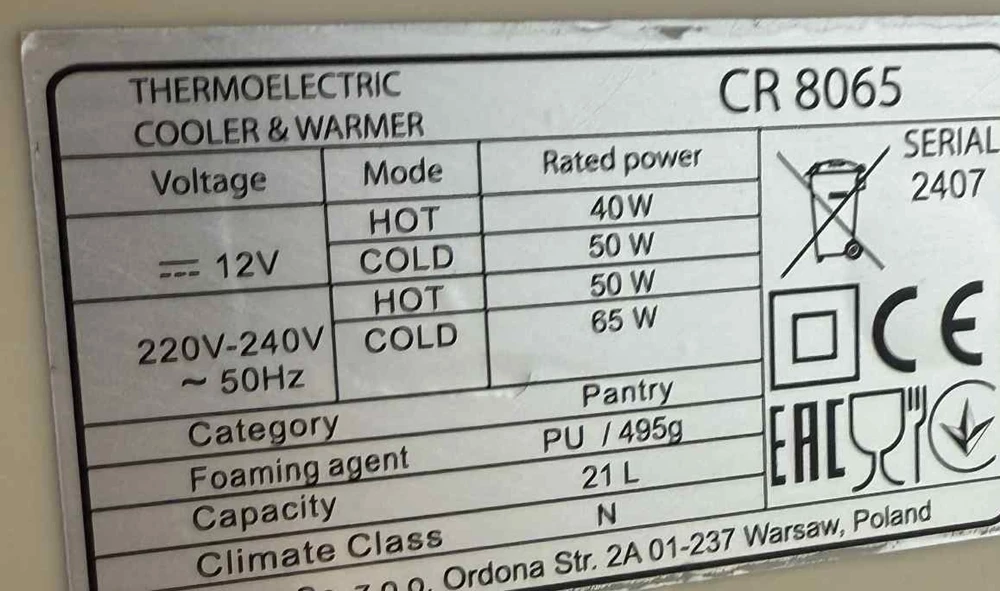 THERMOELECTRIC
COOLER & WARMER
CR 8065
SERIAL
2407
Voltage Mode Rated power
12V HOT 40 W
COLD 50 W
220V-240V ~ 50Hz HOT 50 W
COLD 65 W
Category Pantry
Foaming agent PU / 495g
Capacity 21 L
Climate Class N
CE
EAC
z.o.o. Ordona Str. 2A 01-237 Warsaw, Poland